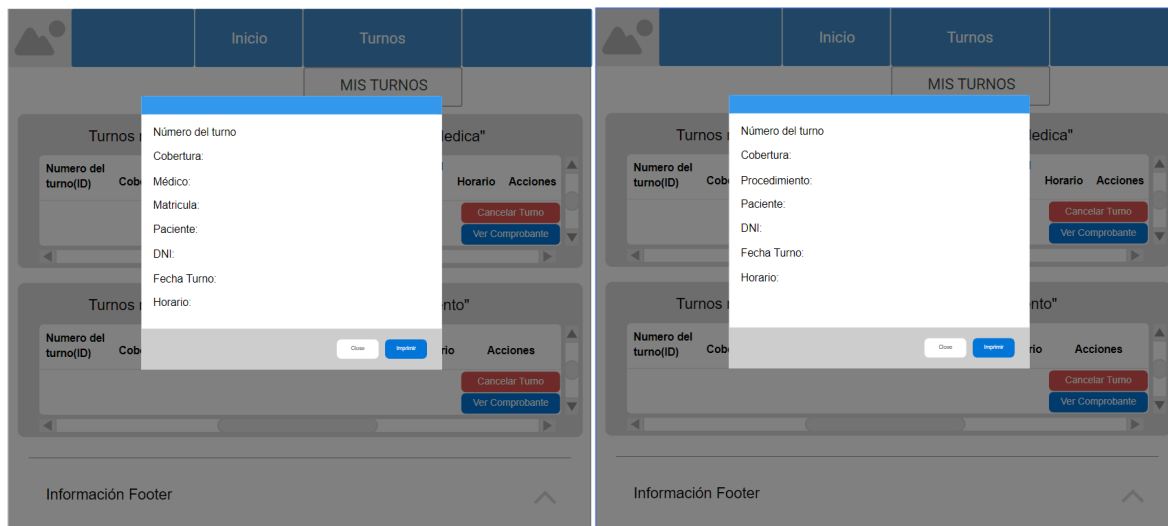 Inicio
Turnos
MIS TURNOS
Turnos
Medica"
Numero del
turno(ID)
Horario
Acciones
Cancelar Turno
Ver Comprobante
Número del turno
Cobertura:
Médico:
Matricula:
Paciente:
DNI:
Fecha Turno:
Horario:
Close
Imprimir
Turnos
Numero del
turno(ID)
Acciones
Cancelar Turno
Ver Comprobante
Información Footer
Inicio
Turnos
MIS TURNOS
Turnos
Medica"
Numero del
turno(ID)
Horario
Acciones
Cancelar Turno
Ver Comprobante
Número del turno
Cobertura:
Procedimiento:
Paciente:
DNI:
Fecha Turno:
Horario:
Close
Imprimir
Turnos
Numero del
turno(ID)
Acciones
Cancelar Turno
Ver Comprobante
Información Footer